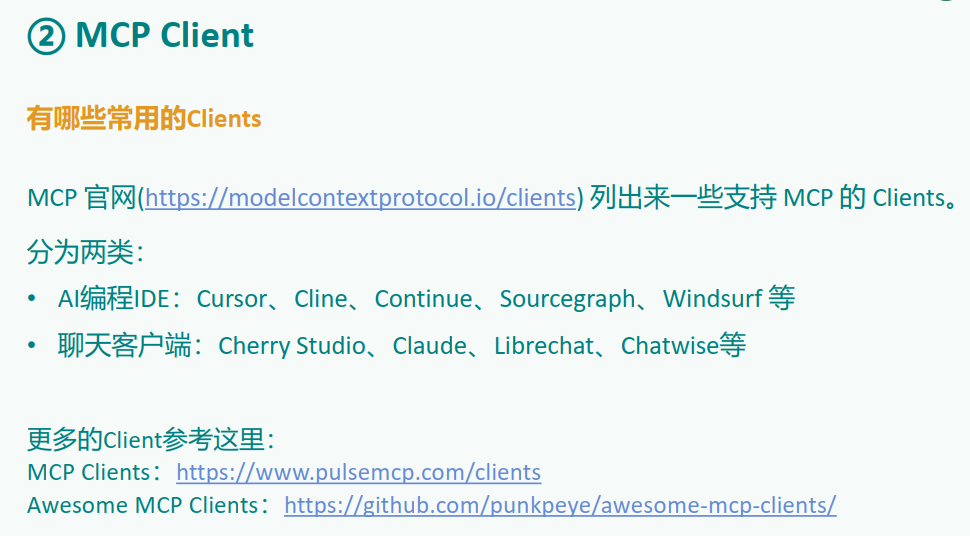 ② MCP Client
有哪些常用的Clients
MCP 官网(https://modelcontextprotocol.io/clients) 列出来一些支持 MCP 的 Clients。
分为两类：
• AI编程IDE：Cursor、Cline、Continue、Sourcegraph、Windsurf 等
• 聊天客户端：Cherry Studio、Claude、Librechat、Chatwise等
更多的Client参考这里：
MCP Clients：https://www.pulsemcp.com/clients
Awesome MCP Clients：https://github.com/punkpeye/awesome-mcp-clients/